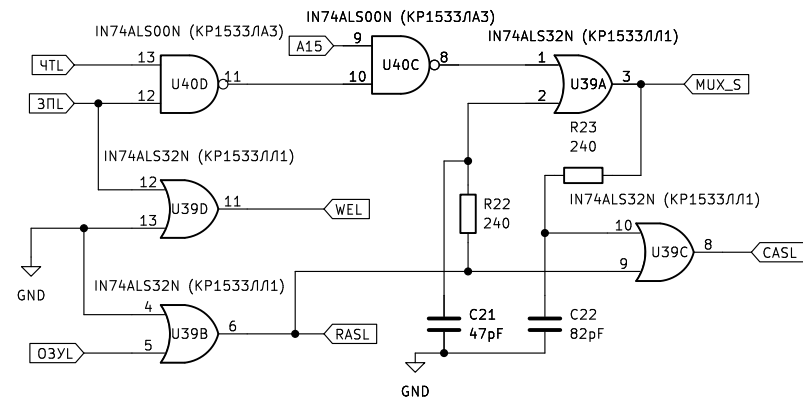 IN74ALS00N (КР1533ЛА3)
IN74ALS00N (КР1533ЛА3)
IN74ALS32N (КР1533ЛЛ1)
ЧТL
13
U40D
11
ЗПL
12
A15
9
U40C
8
10
1
U39A
3
2
MUX_S
R23
240
IN74ALS32N (КР1533ЛЛ1)
12
U39D
11
13
WEL
R22
240
IN74ALS32N (КР1533ЛЛ1)
10
U39C
8
9
CASL
GND
IN74ALS32N (КР1533ЛЛ1)
4
U39B
6
5
RASL
ОЗУL
C21
47pF
C22
82pF
GND